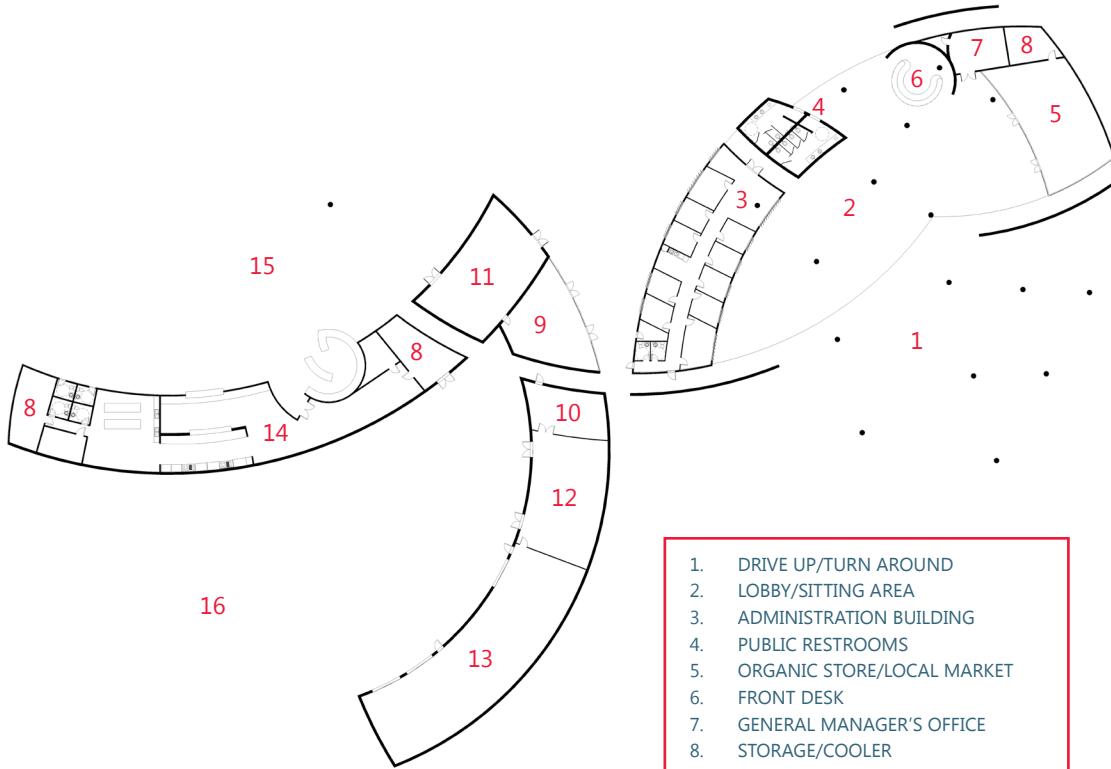 7
8
6
4
5
3
2
15
11
9
1
8
8
10
14
12
16
13
1. DRIVE UP/TURN AROUND
2. LOBBY/SITTING AREA
3. ADMINISTRATION BUILDING
4. PUBLIC RESTROOMS
5. ORGANIC STORE/LOCAL MARKET
6. FRONT DESK
7. GENERAL MANAGER'S OFFICE
8. STORAGE/COOLER